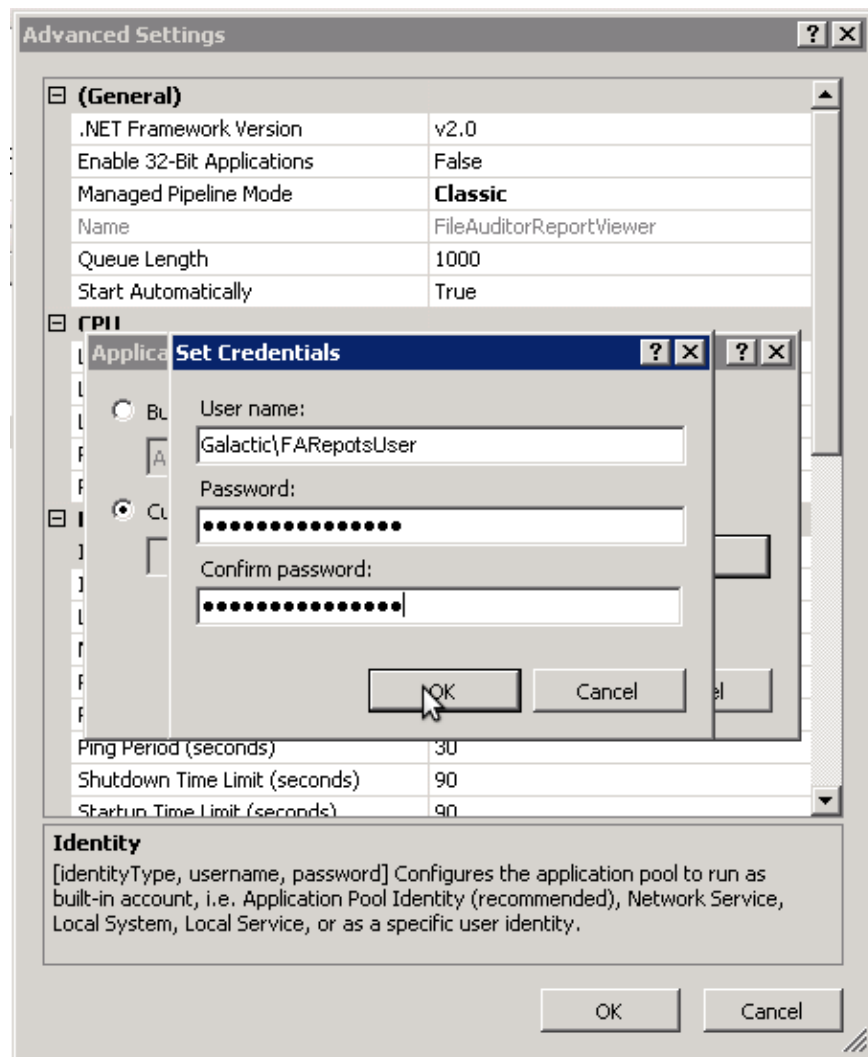 Advanced Settings
(General)
.NET Framework Version v2.0
Enable 32-Bit Applications False
Managed Pipeline Mode Classic
Name FileAuditorReportViewer
Queue Length 1000
Start Automatically True
CPU
Set Credentials
User name:
Galactic\FARepotsUser
Password:
Confirm password:
OK Cancel
Ping Period (seconds) 30
Shutdown Time Limit (seconds) 90
Startup Time Limit (seconds) 90
Identity
[identityType, username, password] Configures the application pool to run as
built-in account, i.e. Application Pool Identity (recommended), Network Service,
Local System, Local Service, or as a specific user identity.
OK Cancel